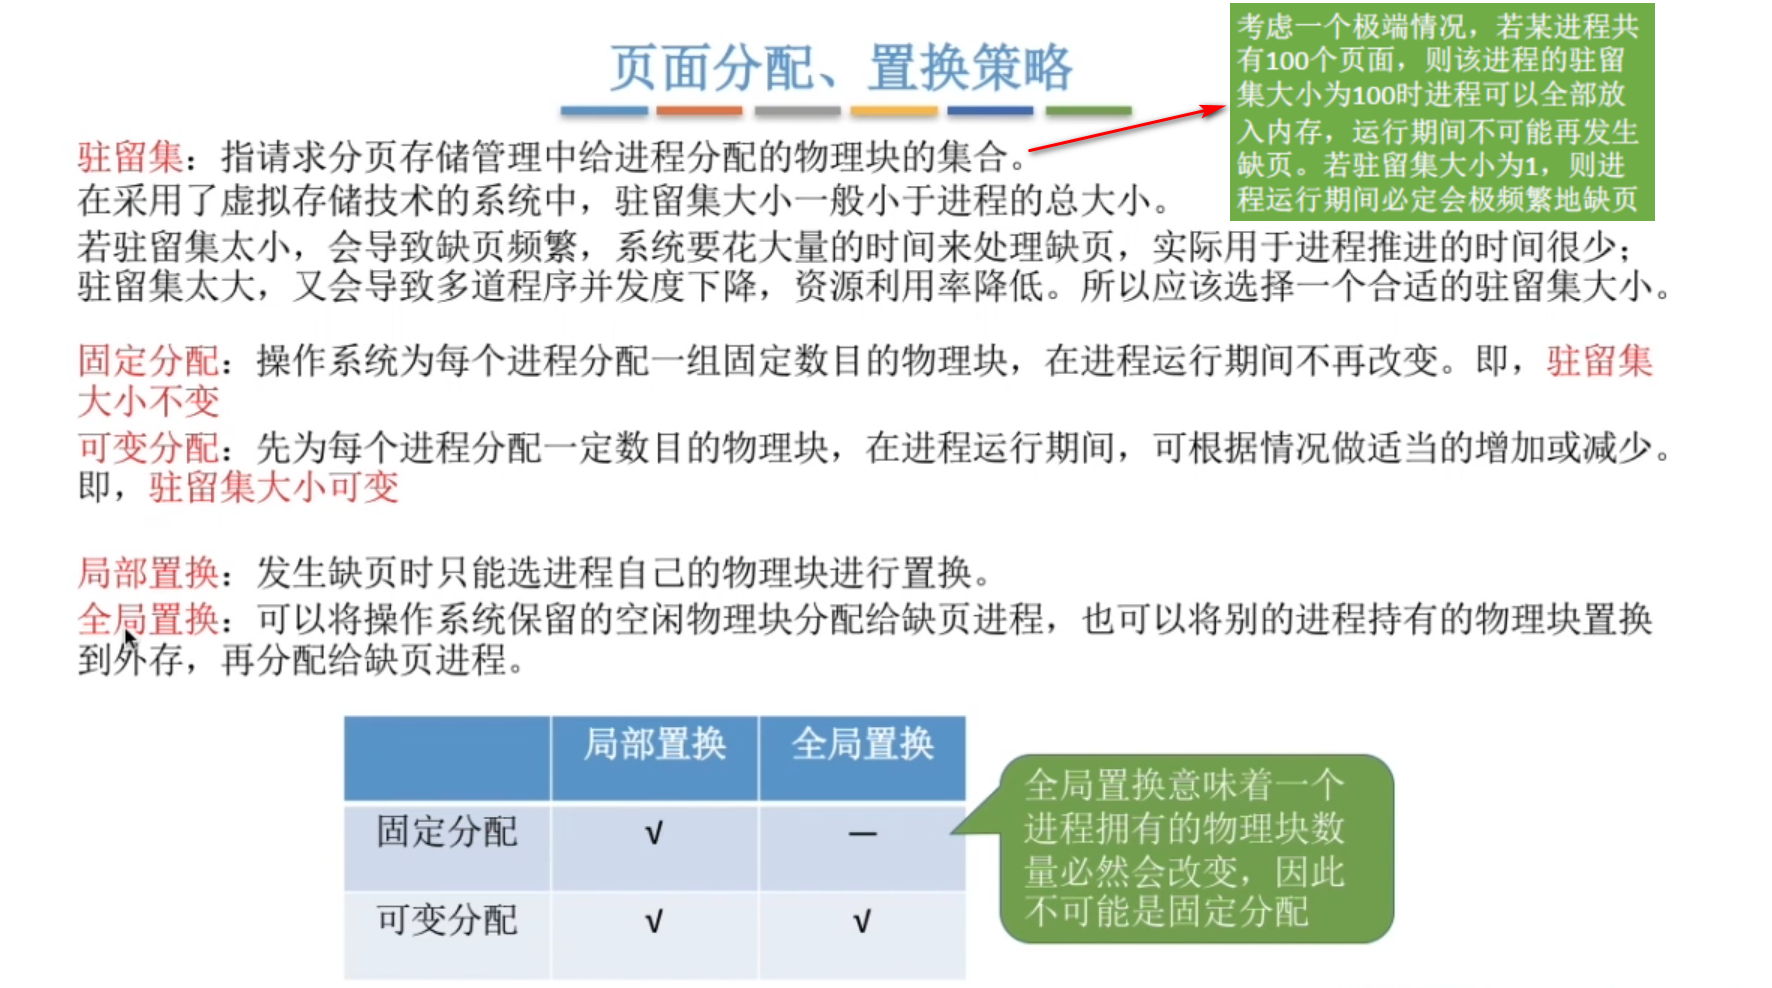 页面分配、置换策略
考虑一个极端情况，若某进程共
有100个页面，则该进程的驻留
集大小为100时进程可以全部放
入内存，运行期间不可能再发生
缺页。若驻留集大小为1，则进
程运行期间必定会极频繁地缺页
驻留集：指请求分页存储管理中给进程分配的物理块的集合。
在采用了虚拟存储技术的系统中，驻留集大小一般小于进程的总大小。
若驻留集太小，会导致缺页频繁，系统要花大量的时间来处理缺页，实际用于进程推进的时间很少；
驻留集太大，又会导致多道程序并发度下降，资源利用率降低。所以应该选择一个合适的驻留集大小。
固定分配：操作系统为每个进程分配一组固定数目的物理块，在进程运行期间不再改变。即，驻留集
大小不变
可变分配：先为每个进程分配一定数目的物理块，在进程运行期间，可根据情况做适当的增加或减少。
即，驻留集大小可变
局部置换：发生缺页时只能选进程自己的物理块进行置换。
全局置换：可以将操作系统保留的空闲物理块分配给缺页进程，也可以将别的进程持有的物理块置换
到外存，再分配给缺页进程。
局部置换 全局置换
固定分配 √ —
可变分配 √ √
全局置换意味着一个
进程拥有的物理块数
量必然会改变，因此
不可能是固定分配